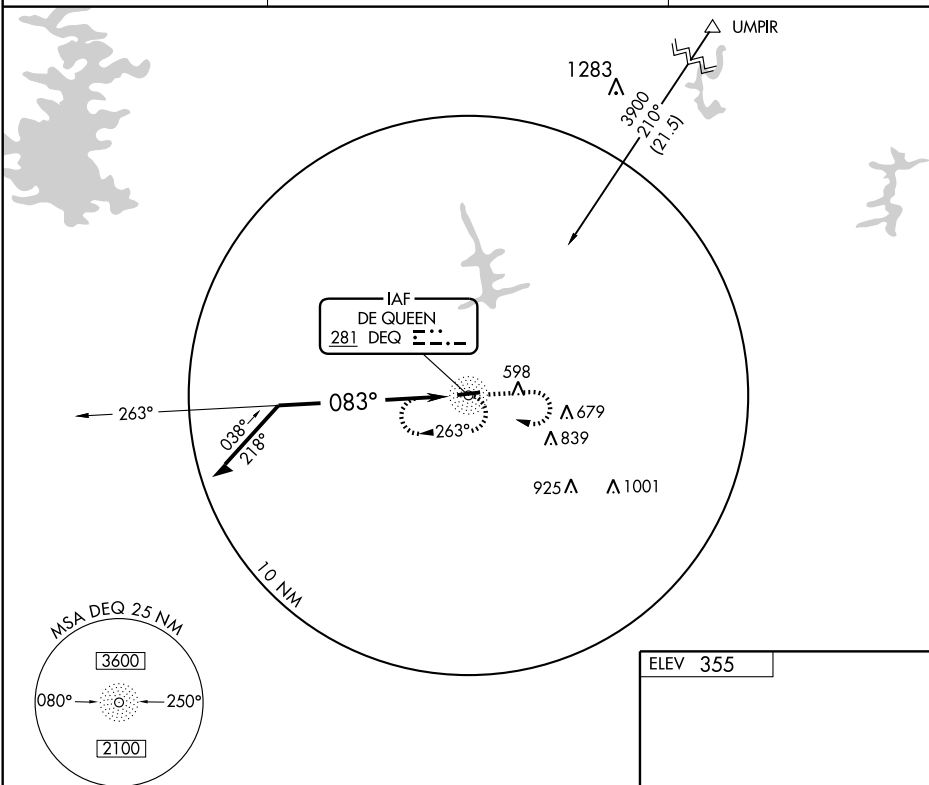 UMPIR
1283
3900
210°
(21.5)
IAF
DE QUEEN
281 DEQ
598
263°
083°
038°
218°
263°
679
839
925
1001
10 NM
MSA DEQ 25 NM
3600
080°
250°
2100
ELEV 355